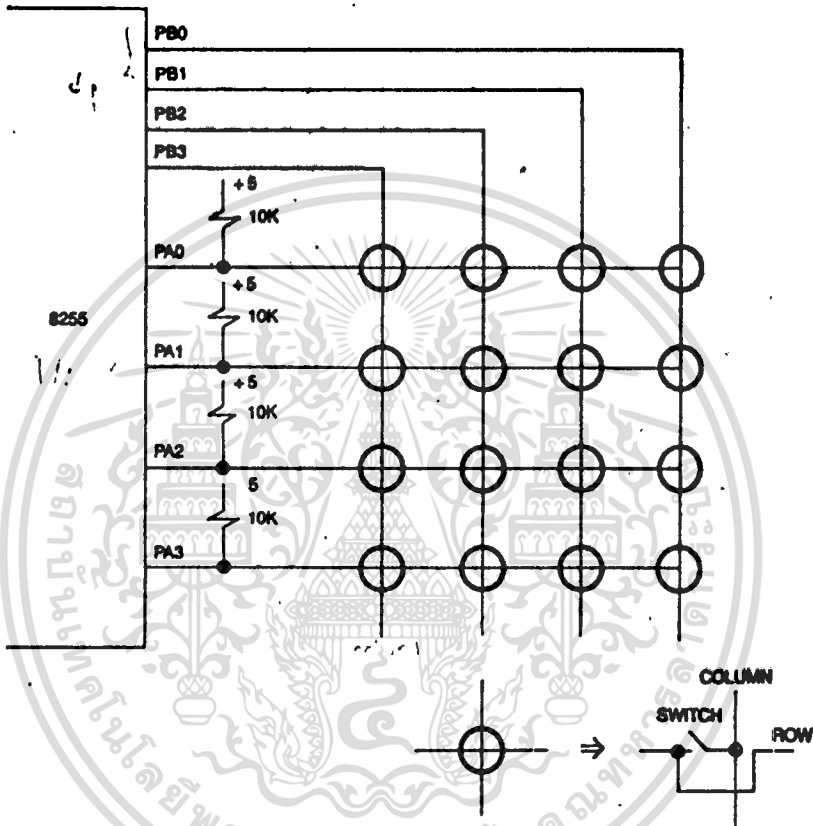 PB0
PB1
PB2
PB3
+5
10K
PA0
+5
10K
8255
PA1
+5
10K
PA2
5
10K
PA3
COLUMN
SWITCH
ROW